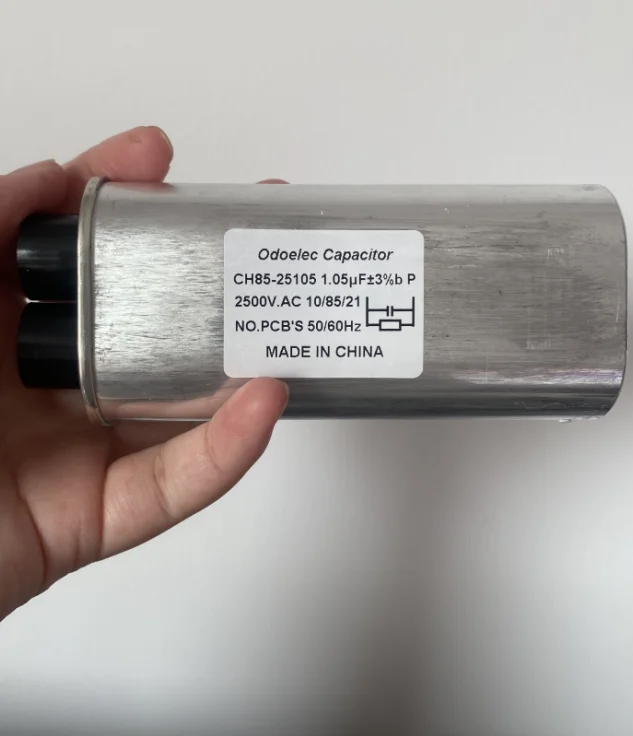 Odoelec Capacitor
CH85-25105 1.05μF±3%b P
2500V.AC 10/85/21
NO.PCB'S 50/60Hz
MADE IN CHINA